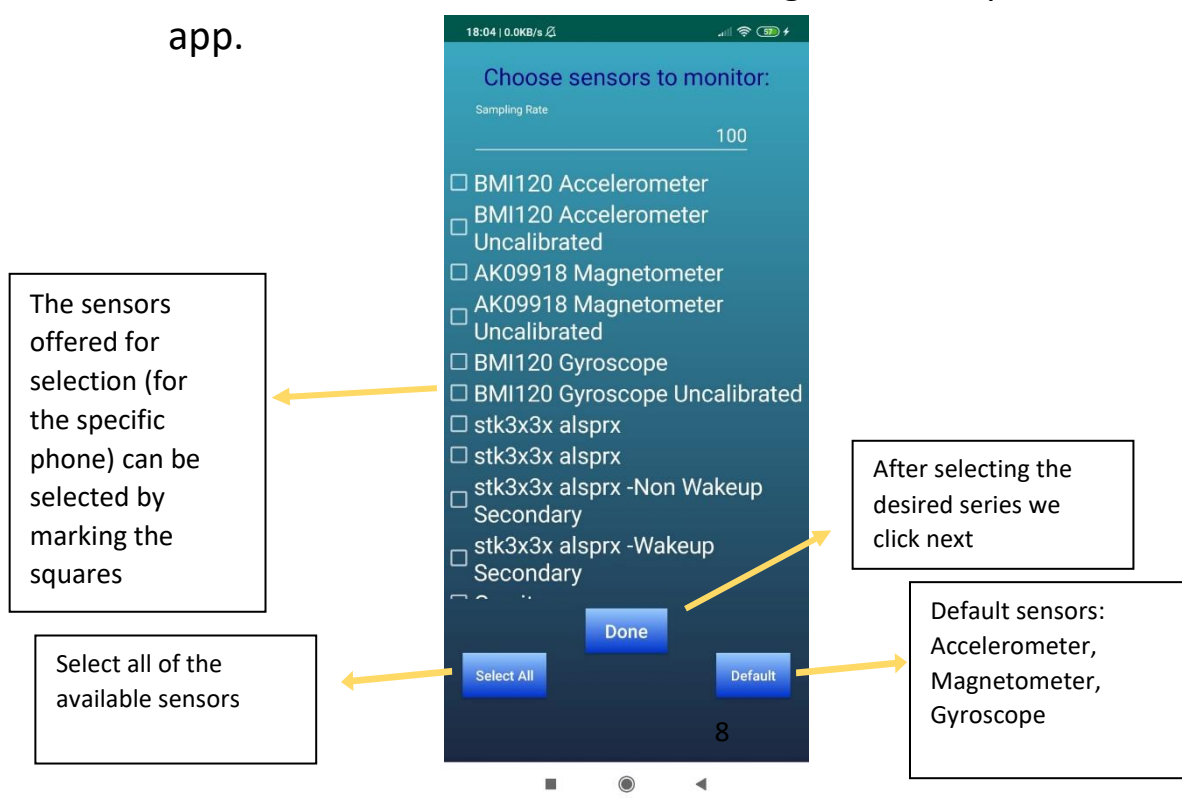 app.
18:04 | 0.0KB/s
57
Choose sensors to monitor:
Sampling Rate
100
BMI120 Accelerometer
BMI120 Accelerometer
Uncalibrated
AK09918 Magnetometer
AK09918 Magnetometer
Uncalibrated
BMI120 Gyroscope
BMI120 Gyroscope Uncalibrated
stk3x3x alsprx
stk3x3x alsprx
stk3x3x alsprx -Non Wakeup
Secondary
stk3x3x alsprx -Wakeup
Secondary
Done
Select All
Default
8
The sensors
offered for
selection (for
the specific
phone) can be
selected by
marking the
squares
Select all of the
available sensors
After selecting the
desired series we
click next
Default sensors:
Accelerometer,
Magnetometer,
Gyroscope